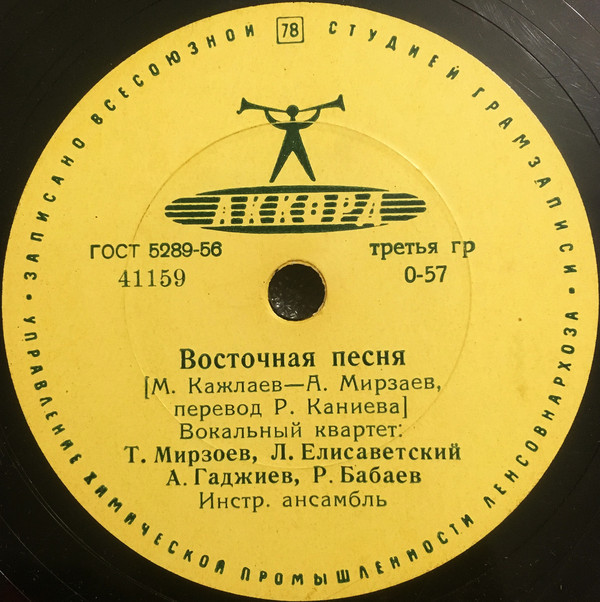 ЗАПИСАНО ВСЕСОЮЗНОЙ 78 СТУДИЕЙ ГРАМЗАПИСИ
АККОРД
ГОСТ 5289-56
третья гр
41159
0-57
Восточная песня
[М. Кажлаев—А. Мирзаев,
перевод Р. Каниева]
Вокальный квартет:
Т. Мирзоев, Л. Елисаветский
А. Гаджиев, Р. Бабаев
Инстр. ансамбль
УПРАВЛЕНИЕ ХИМИЧЕСКОЙ ПРОМЫШЛЕННОСТИ ЛЕНСОВНАРХОЗА